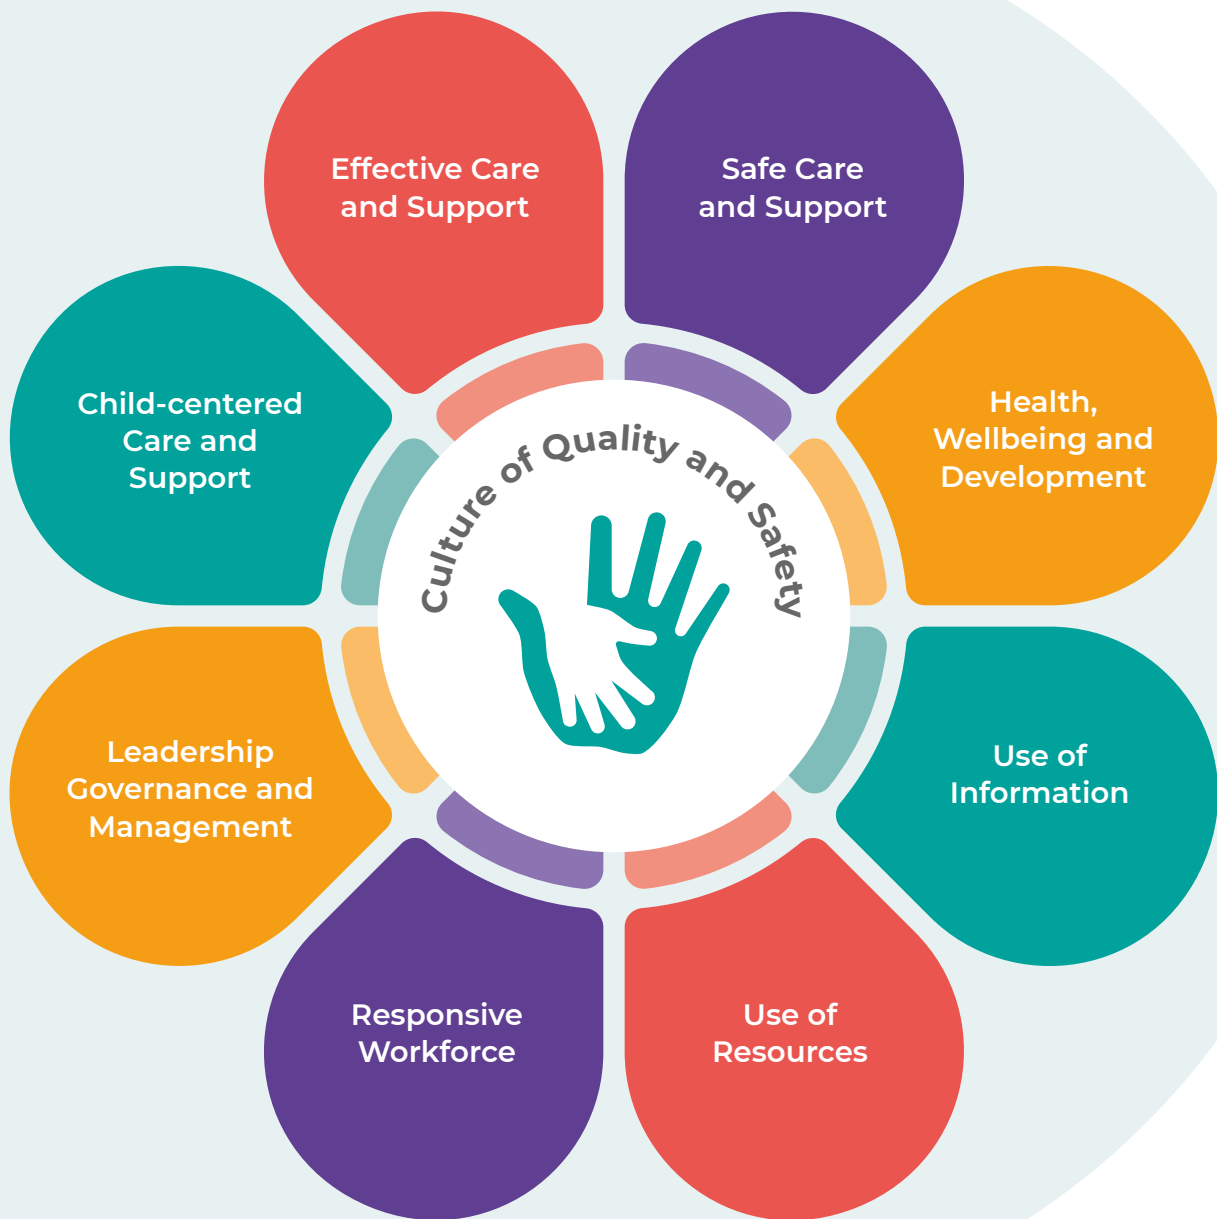 Effective Care
and Support
Safe Care
and Support
Child-centered
Care and
Support
Health,
Wellbeing and
Development
Culture of Quality and Safety
Leadership
Governance and
Management
Use of
Information
Responsive
Workforce
Use of
Resources